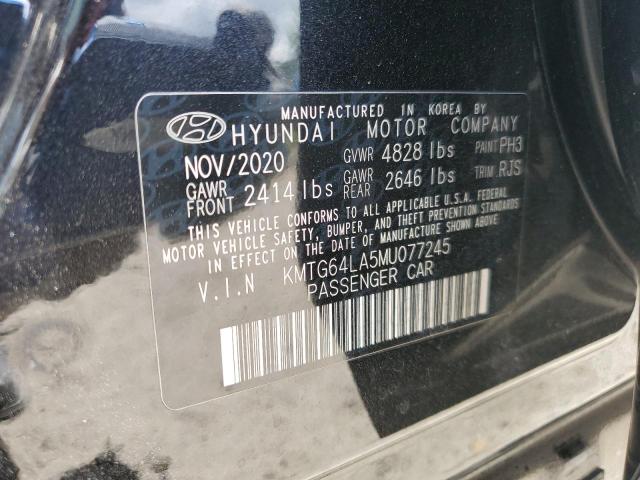 MANUFACTURED IN KOREA BY
HYUNDAI MOTOR COMPANY
NOV/2020 GVWR 4828 lbs PAINT PH3
GAWR FRONT 2414 lbs GAWR REAR 2646 lbs TRIM RJS
THIS VEHICLE CONFORMS TO ALL APPLICABLE U.S.A. FEDERAL
MOTOR VEHICLE SAFETY, BUMPER, AND THEFT PREVENTION STANDARDS
IN EFFECT ON THE DATE OF MANUFACTURE SHOWN ABOVE
V.I.N KMTG64LA5MU077245
PASSENGER CAR